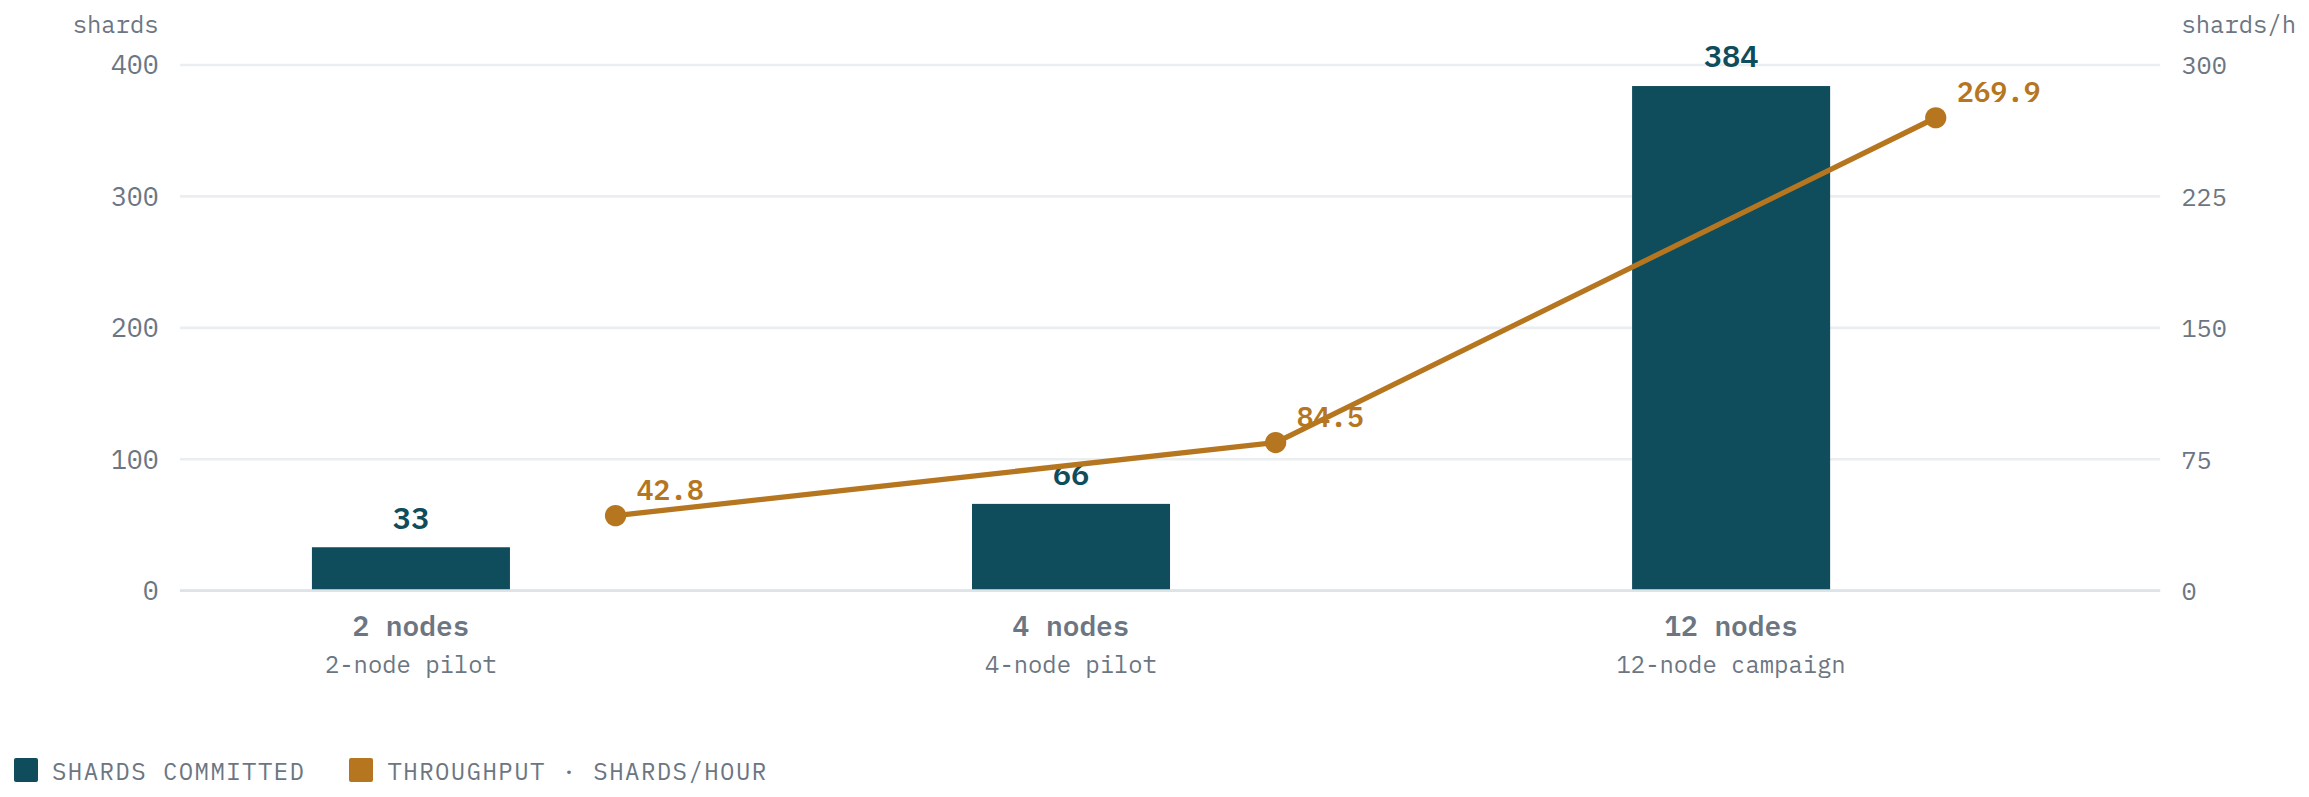 shards
shards/h
400
300
200
100
0
300
225
150
75
0
33
66
384
42.8
84.5
269.9
2 nodes
2-node pilot
4 nodes
4-node pilot
12 nodes
12-node campaign
SHARDS COMMITTED
THROUGHPUT · SHARDS/HOUR